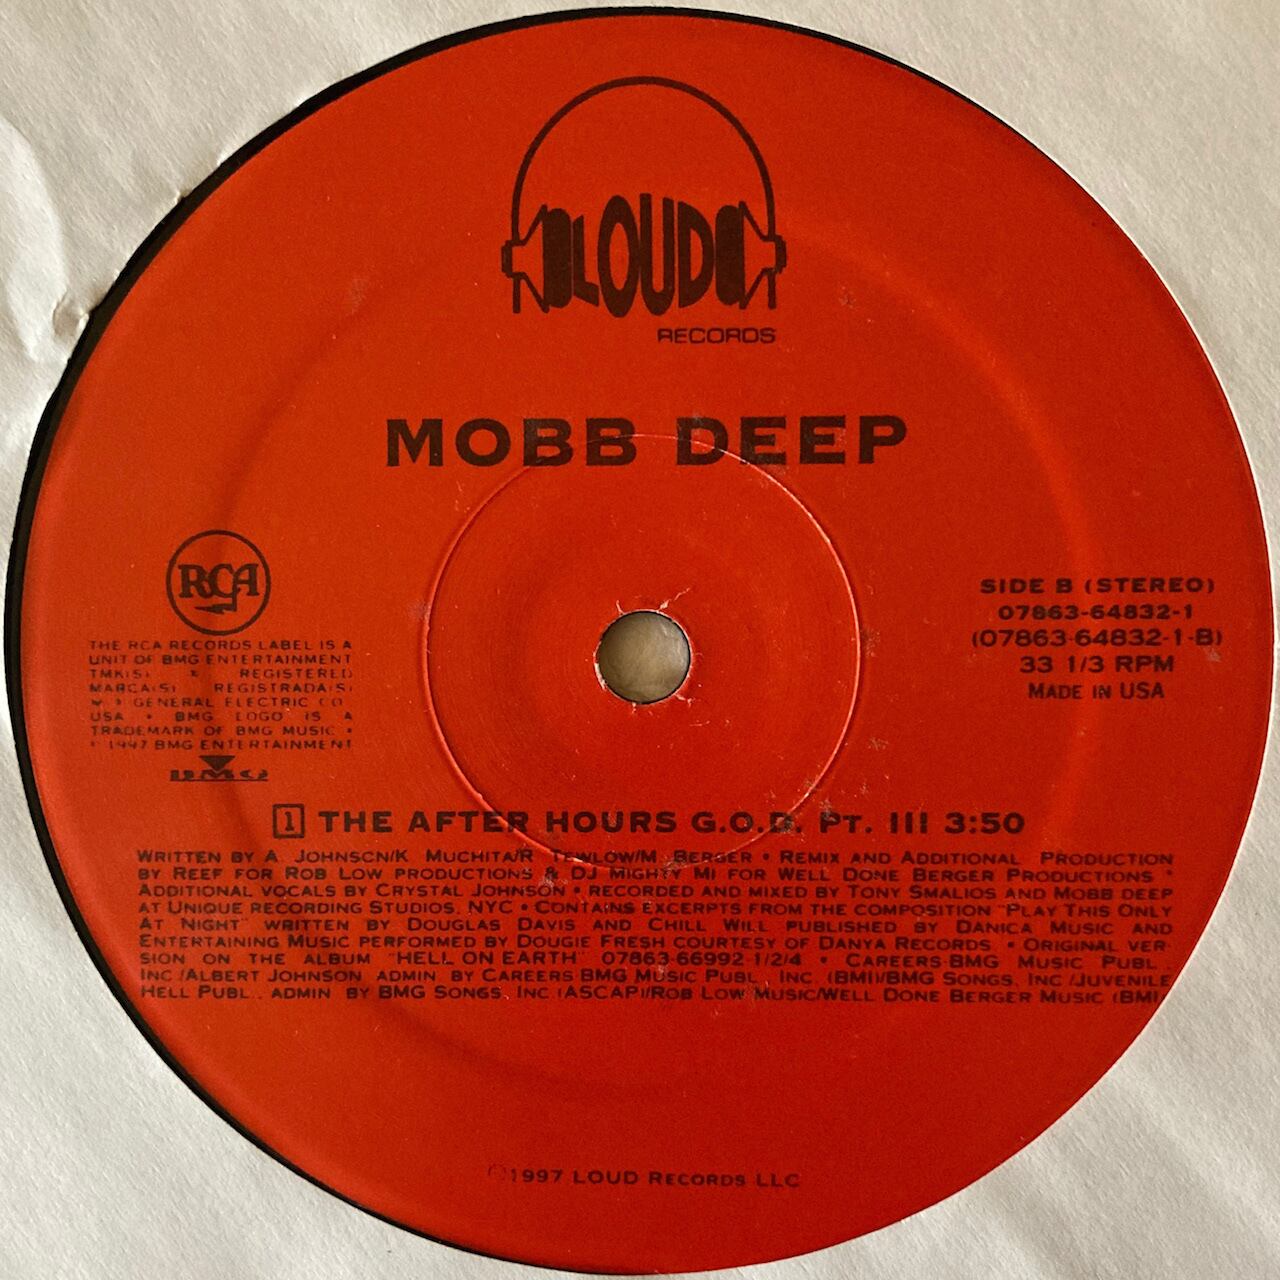 LOUD
RECORDS
MOBB DEEP
RCA
THE RCA RECORDS LABEL IS A
UNIT OF BMG ENTERTAINMENT
TMK(S) ® REGISTERED
MARCA(S) REGISTRADA(S)
GENERAL ELECTRIC CO.
USA • BMG LOGO IS A
TRADEMARK OF BMG MUSIC •
1997 BMG ENTERTAINMENT
BMG
SIDE B (STEREO)
07863-64832-1
(07863-64832-1-B)
33 1/3 RPM
MADE IN USA
1 THE AFTER HOURS G.O.D. PT. III 3:50
WRITTEN BY A. JOHNSON/K. MUCHITA/R. TEWLOW/M. BERGER • REMIX AND ADDITIONAL PRODUCTION
BY REEF FOR ROB LOW PRODUCTIONS & DJ MIGHTY MI FOR WELL DONE BERGER PRODUCTIONS •
ADDITIONAL VOCALS BY CRYSTAL JOHNSON • RECORDED AND MIXED BY TONY SMALIOS AND MOBB DEEP
AT UNIQUE RECORDING STUDIOS, NYC • CONTAINS EXCERPTS FROM THE COMPOSITION "PLAY THIS ONLY
AT NIGHT" WRITTEN BY DOUGLAS DAVIS AND CHILL WILL PUBLISHED BY DANICA MUSIC AND
ENTERTAINING MUSIC PERFORMED BY DOUGIE FRESH COURTESY OF DANYA RECORDS • ORIGINAL VER-
SION ON THE ALBUM "HELL ON EARTH" 07863-66992-1/2/4 • CAREERS-BMG MUSIC PUBL.,
INC./ALBERT JOHNSON ADMIN. BY CAREERS-BMG MUSIC PUBL., INC. (BMI)/BMG SONGS, INC./JUVENILE
HELL PUBL., ADMIN. BY BMG SONGS, INC. (ASCAP)/ROB LOW MUSIC/WELL DONE BERGER MUSIC (BMI)
℗1997 LOUD RECORDS LLC